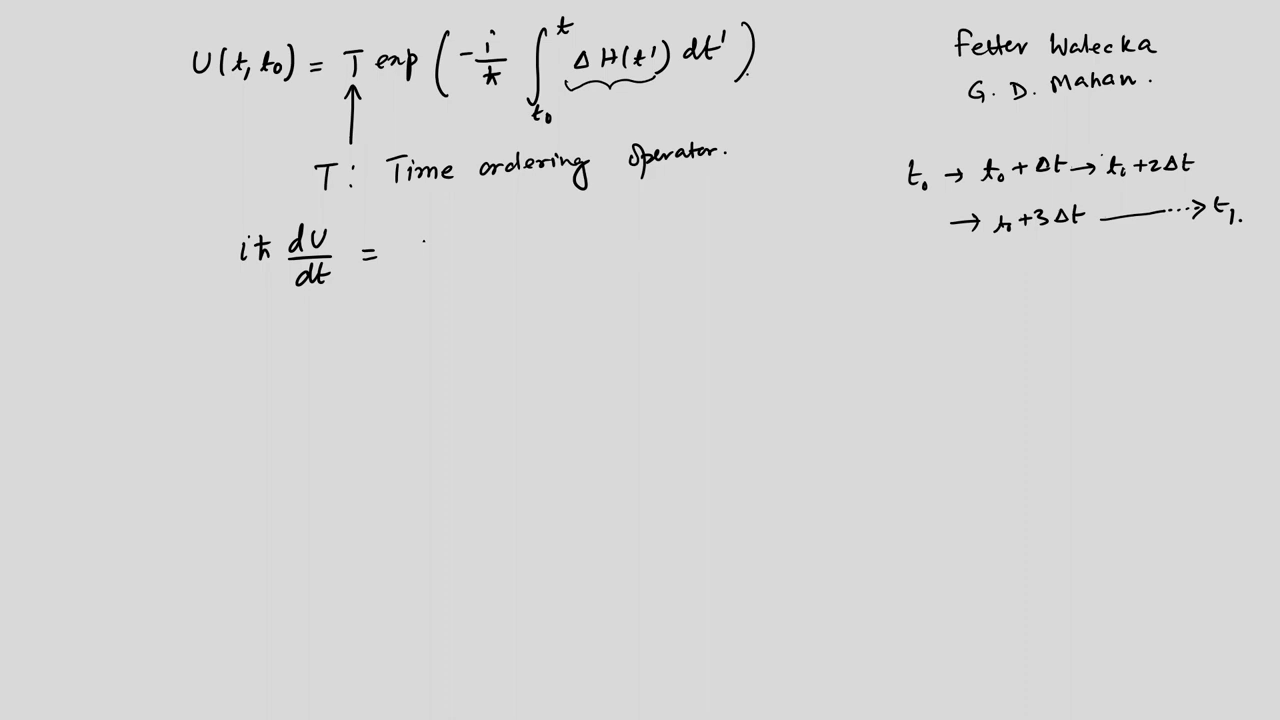 U(t, t₀) = T exp ( -i/ħ ∫_{t₀}^{t} Δ H(t') dt' )
T : Time ordering operator.
iħ dU/dt =
Fetter Walecka
G. D. Mahan.
t₀ → t₀ + Δt → t₀ + 2Δt
→ t₀ + 3Δt ⟶ t₁.